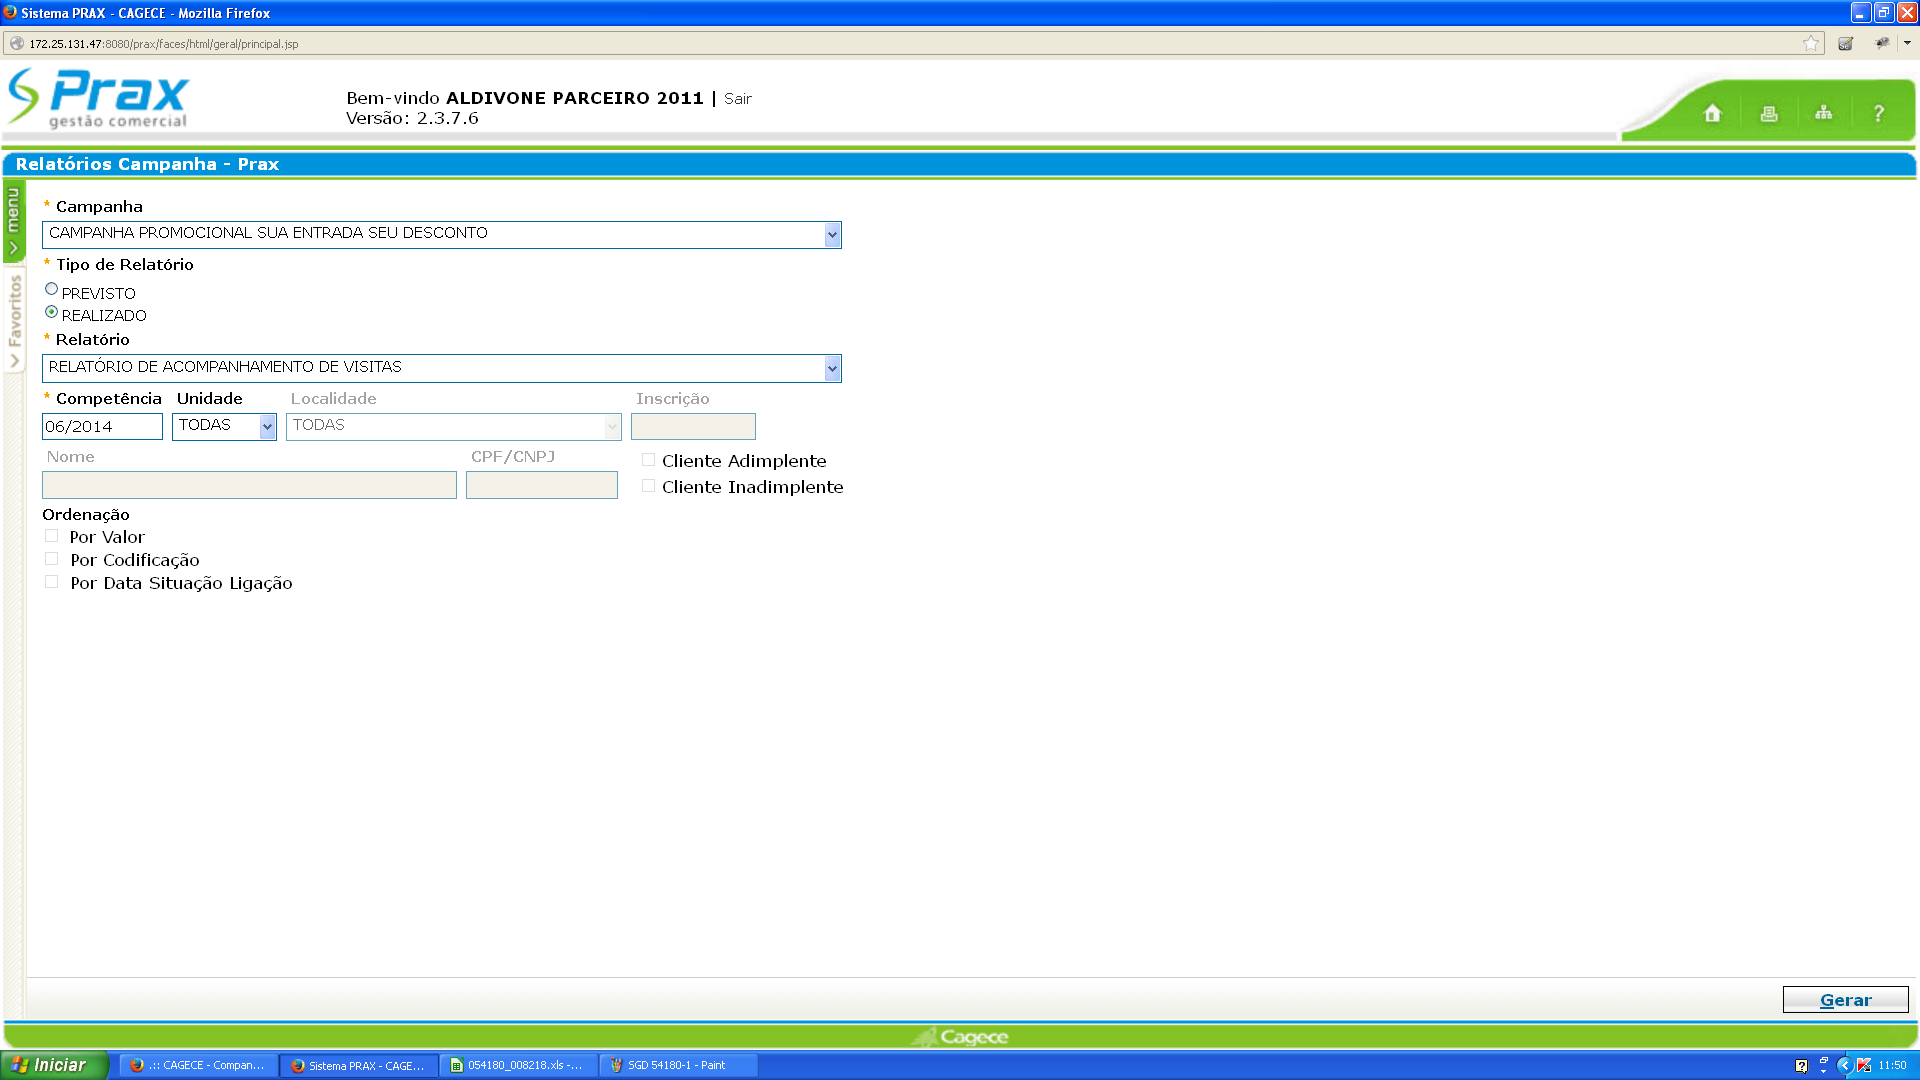 Sistema PRAX - CAGECE - Mozilla Firefox
172.25.131.47:8080/prax/faces/html/geral/principal.jsp
Prax
gestão comercial
Bem-vindo ALDIVONE PARCEIRO 2011 | Sair
Versão: 2.3.7.6
?
Relatórios Campanha - Prax
menu
Favoritos
* Campanha
CAMPANHA PROMOCIONAL SUA ENTRADA SEU DESCONTO
* Tipo de Relatório
PREVISTO
REALIZADO
* Relatório
RELATÓRIO DE ACOMPANHAMENTO DE VISITAS
* Competência Unidade Localidade Inscrição
06/2014 TODAS TODAS
Nome CPF/CNPJ
Cliente Adimplente
Cliente Inadimplente
Ordenação
Por Valor
Por Codificação
Por Data Situação Ligação
Gerar
Cagece
Iniciar
.:: CAGECE - Compan...
Sistema PRAX - CAGE...
054180_008218.xls -...
SGD 54180-1 - Paint
11:50